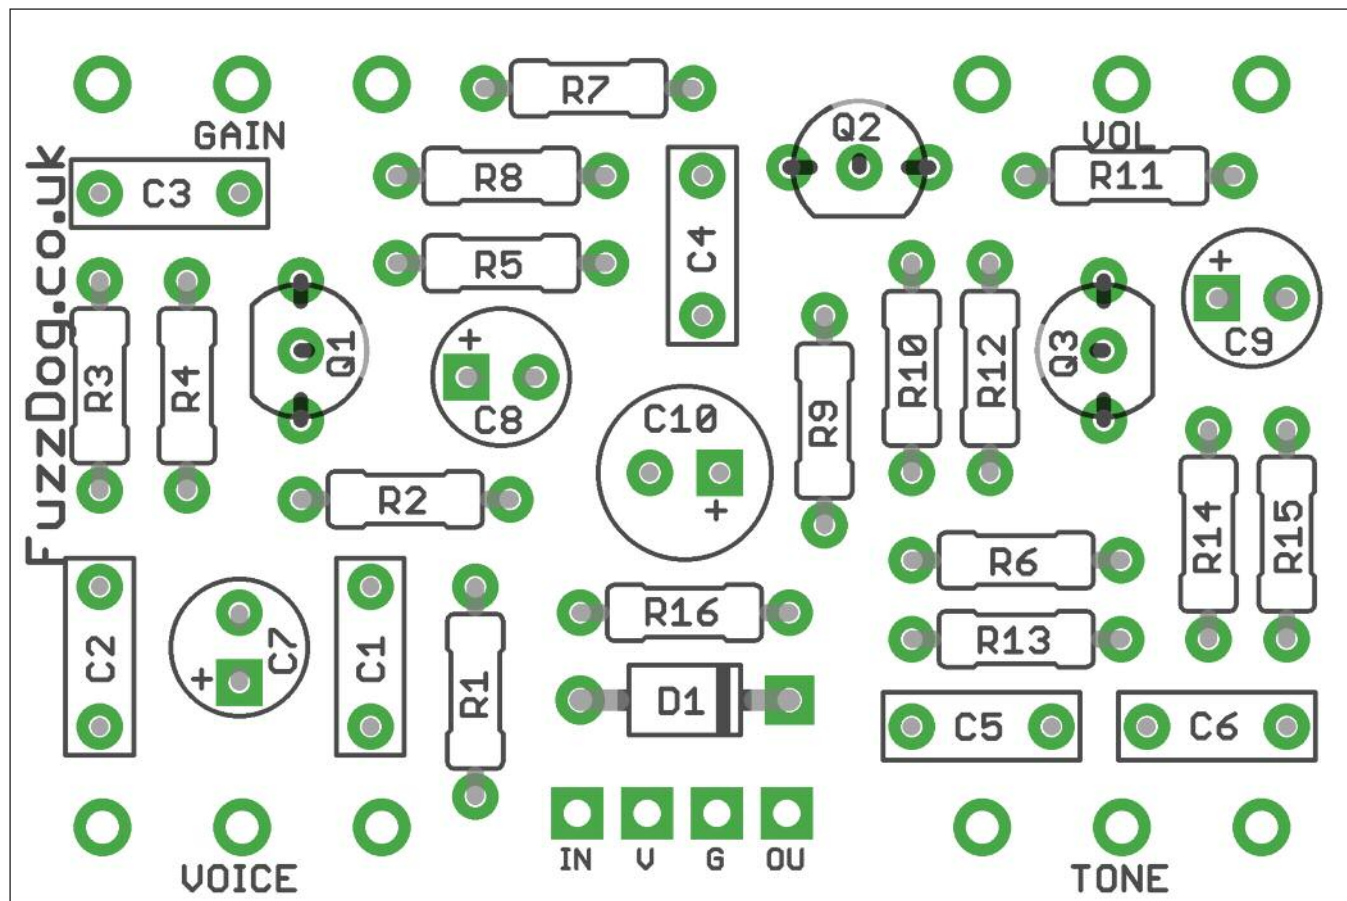 R7
GAIN
Q2
VOL
FuzzDog.co.uk
C3
R8
R11
C4
R5
+
R3
R4
Q1
+
C8
R10
R12
Q3
C9
R9
C10
+
R2
R14
R15
R6
R16
R13
C2
+
C7
C1
R1
D1
C5
C6
IN V G OU
VOICE
TONE